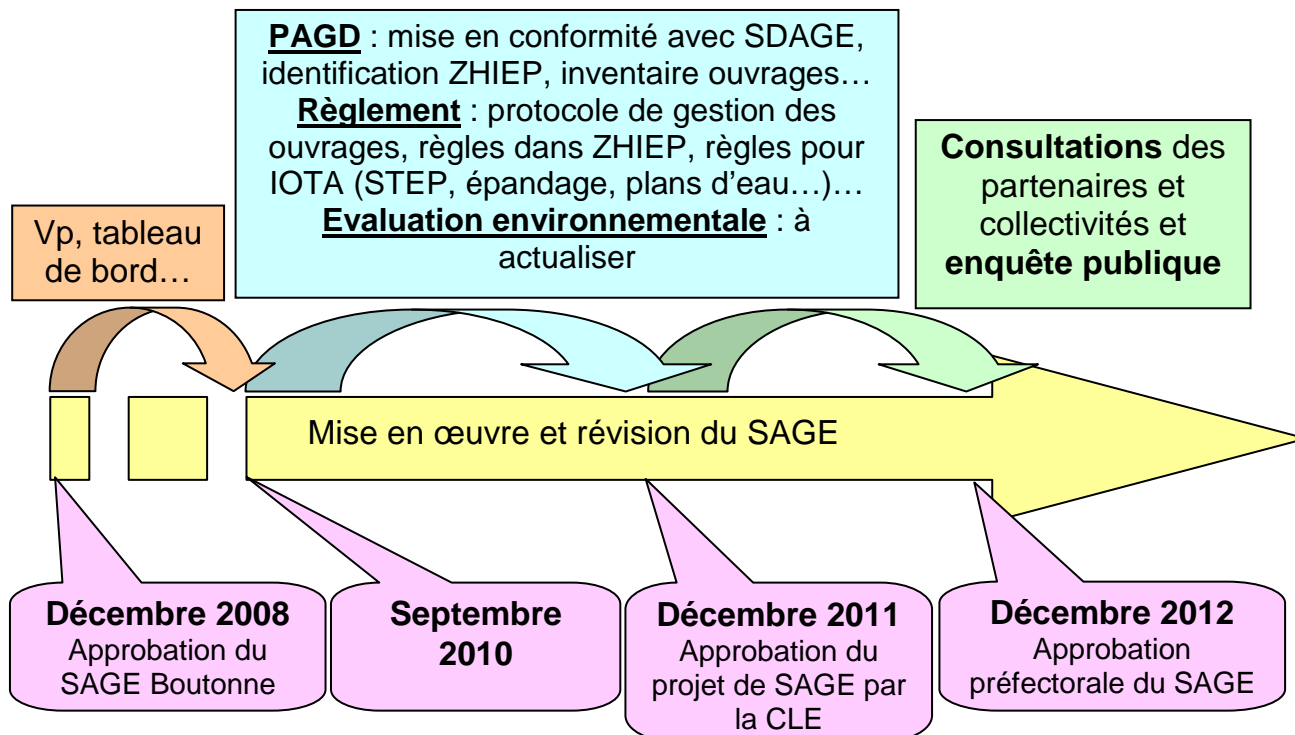 PAGD : mise en conformité avec SDAGE,
identification ZHIEP, inventaire ouvrages…
Règlement : protocole de gestion des
ouvrages, règles dans ZHIEP, règles pour
IOTA (STEP, épandage, plans d'eau…)…
Evaluation environnementale : à
actualiser
Consultations des
partenaires et
collectivités et
enquête publique
Vp, tableau
de bord…
Mise en œuvre et révision du SAGE
Décembre 2008
Approbation du
SAGE Boutonne
Septembre
2010
Décembre 2011
Approbation du
projet de SAGE par
la CLE
Décembre 2012
Approbation
préfectorale du SAGE